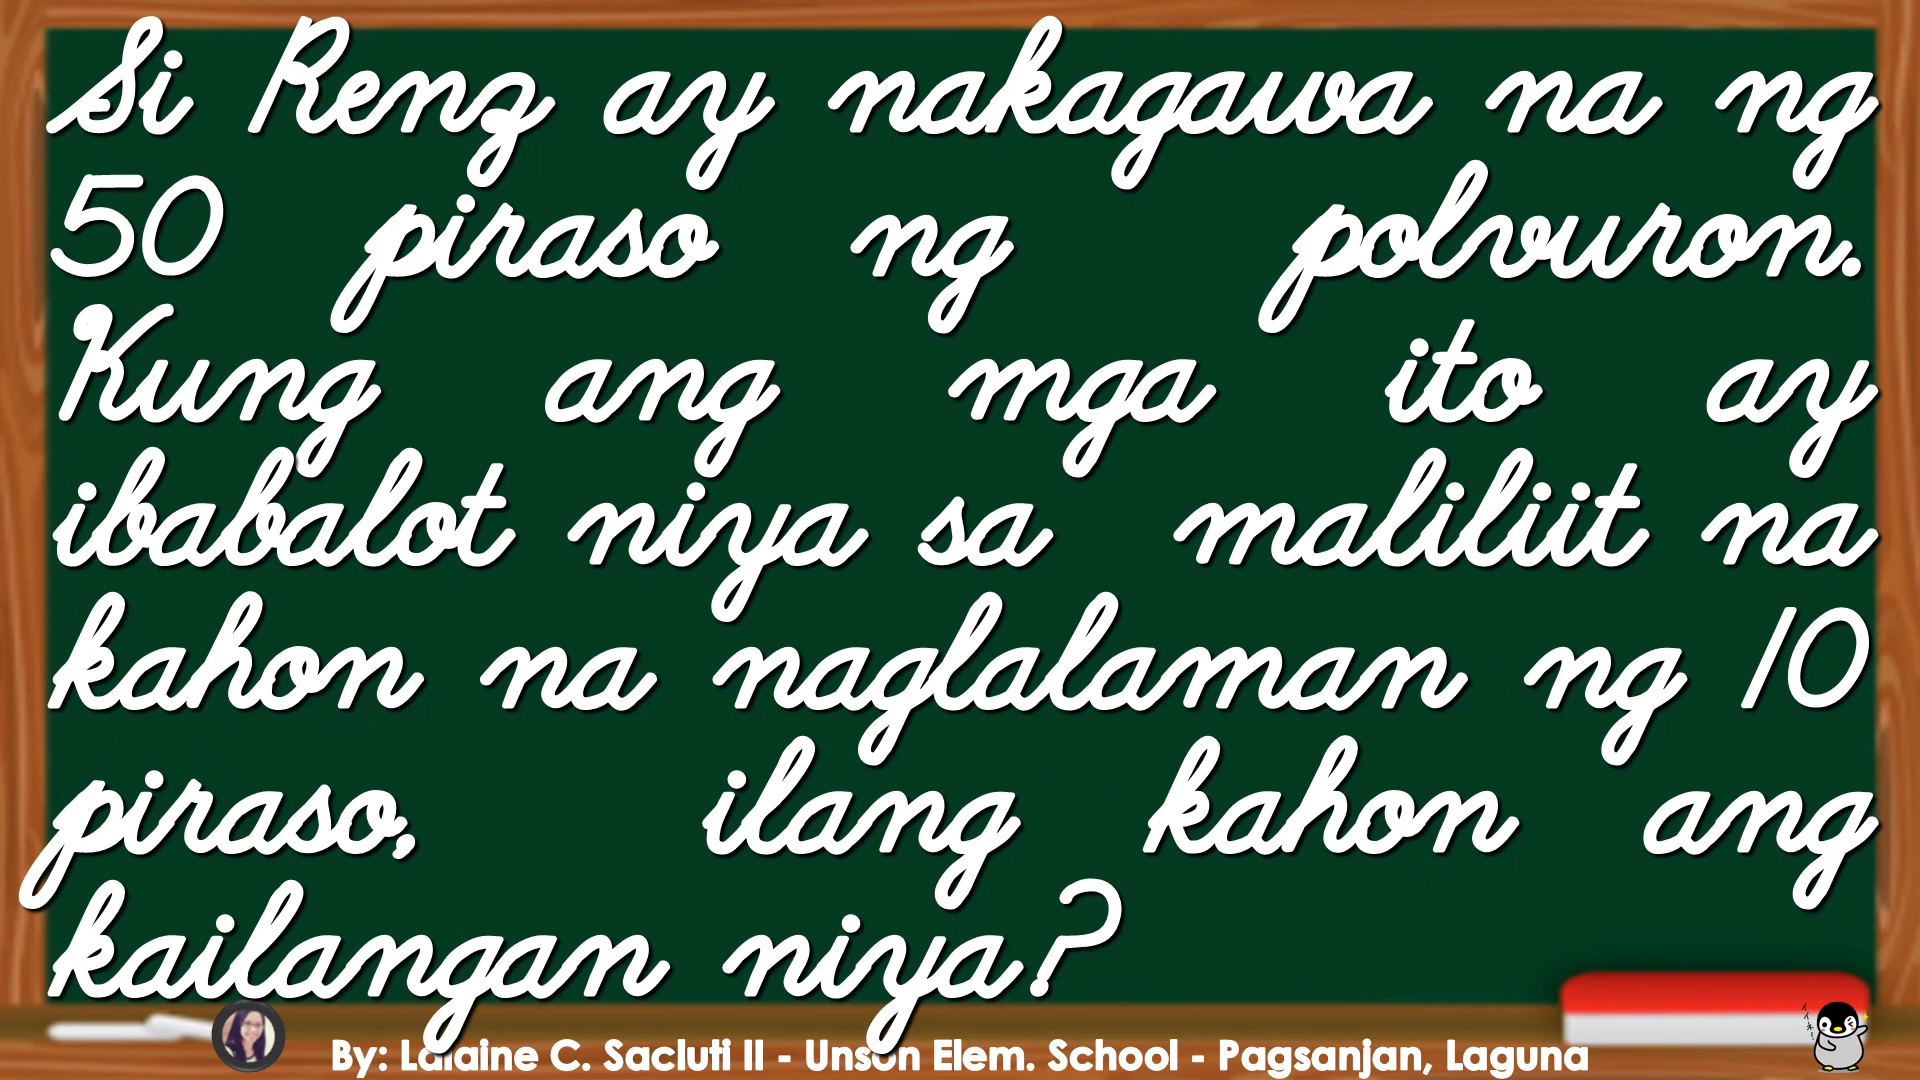 Si Renz ay nakagawa na ng
50 piraso ng polvuron.
Kung ang mga ito ay
ibabalot niya sa maliliit na
kahon na naglalaman ng 10
piraso, ilang kahon ang
kailangan niya?
By: Lalaine C. Sacluti II - Unson Elem. School - Pagsanjan, Laguna